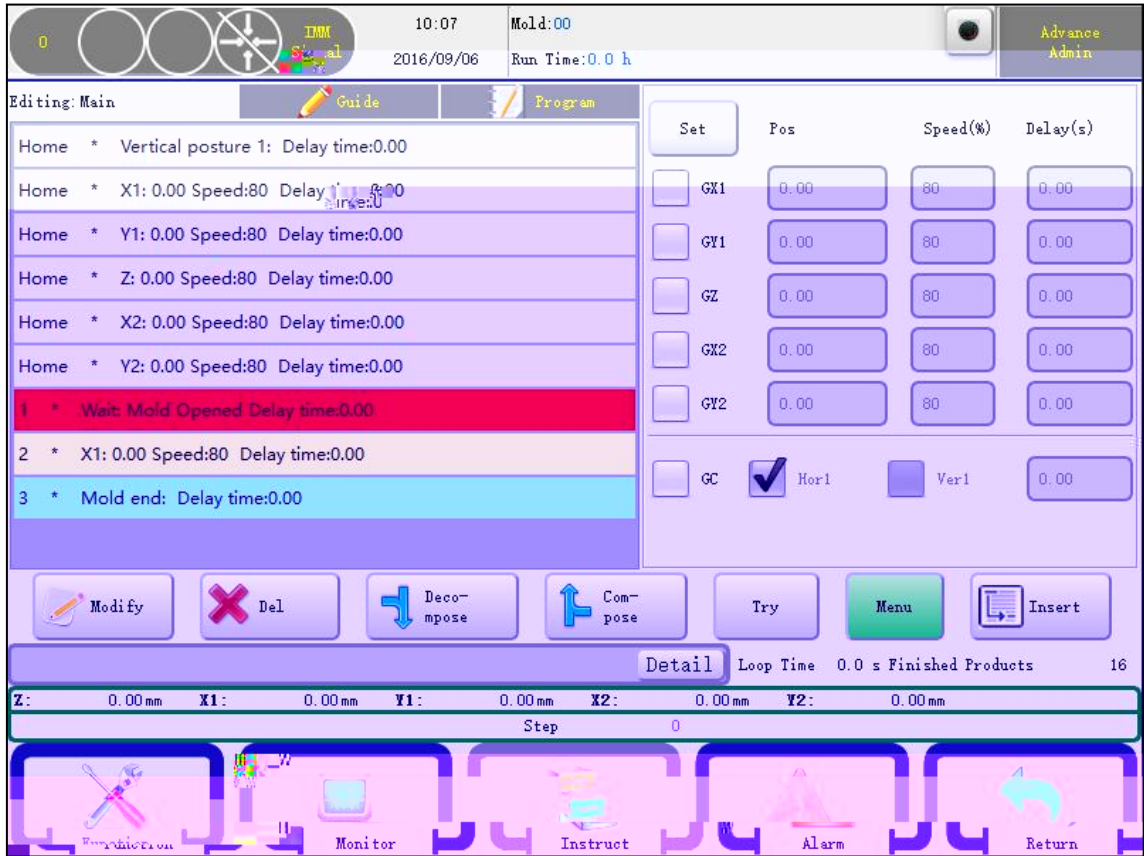 0 IMM 10:07 Mold:00 Advance
2016/09/06 Run Time:0.0 h Admin
Editing:Main Guide Program
Set Pos Speed(%) Delay(s)
Home * Vertical posture 1: Delay time:0.00
Home * X1: 0.00 Speed:80 Delay
GX1 0.00 80 0.00
Home * Y1: 0.00 Speed:80 Delay time:0.00
GY1 0.00 80 0.00
Home * Z: 0.00 Speed:80 Delay time:0.00
GZ 0.00 80 0.00
Home * X2: 0.00 Speed:80 Delay time:0.00
GX2 0.00 80 0.00
Home * Y2: 0.00 Speed:80 Delay time:0.00
GY2 0.00 80 0.00
1 * Wait: Mold Opened Delay time:0.00
2 * X1: 0.00 Speed:80 Delay time:0.00
GC Hor1 Ver1 0.00
3 * Mold end: Delay time:0.00
Modify Del Deco-
mpose Com-
pose Try Menu Insert
Detail Loop Time 0.0 s Finished Products 16
Z: 0.00mm X1: 0.00mm Y1: 0.00mm X2: 0.00mm Y2: 0.00mm
Step 0
Monitor Instruct Alarm Return